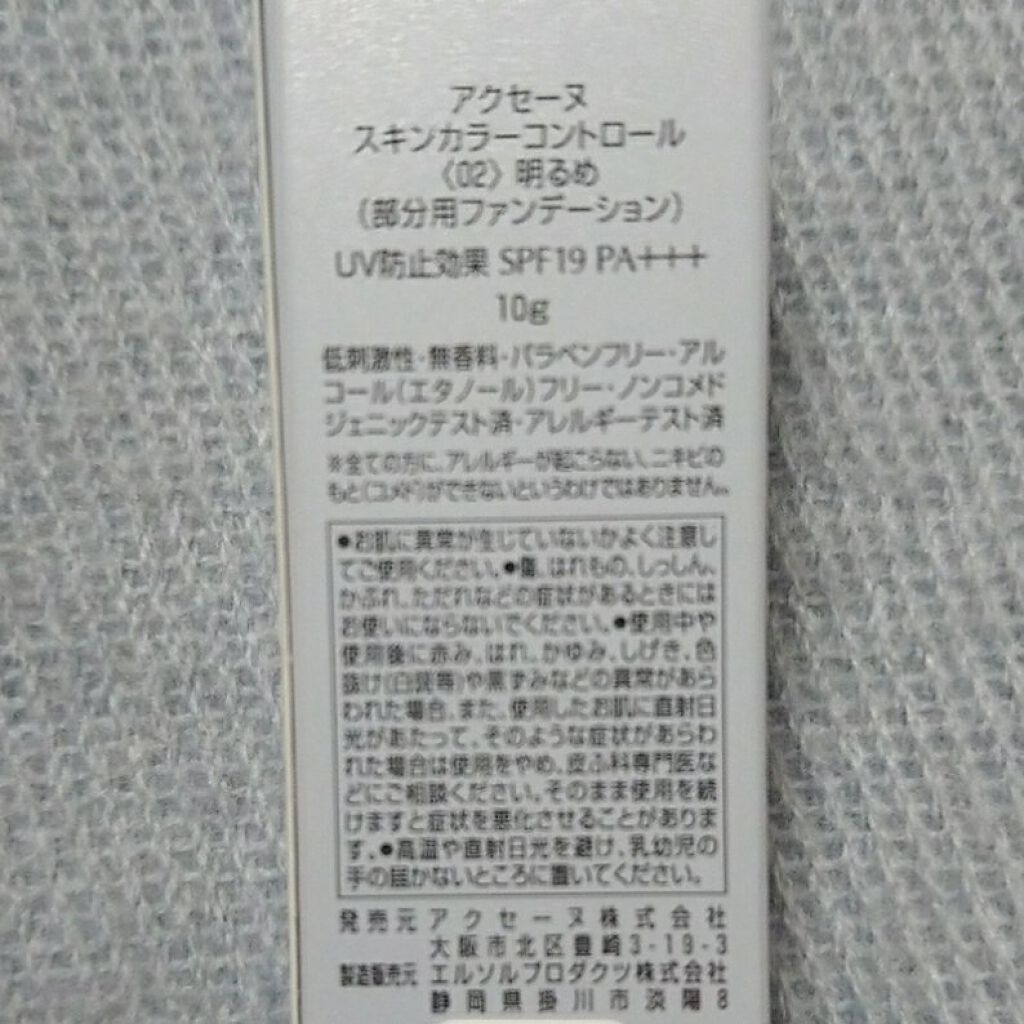 アクセーヌ
スキンカラーコントロール
〈02〉 明るめ
（部分用ファンデーション）
UV防止効果 SPF19 PA+++
10g
低刺激性・無香料・パラベンフリー・アル
コール（エタノール）フリー・ノンコメド
ジェニックテスト済・アレルギーテスト済
※全ての方に、アレルギーが起こらない、ニキビの
もと（コメド）ができないというわけではありません。
●お肌に異常が生じていないかよく注意し
てご使用ください。●傷、はれもの、しっしん、
かぶれ、ただれなどの症状があるときには
お使いにならないでください。●使用中や
使用後に赤み、はれ、かゆみ、しげき、色
抜け（白斑等）や黒ずみなどの異常があら
われた場合、また、使用したお肌に直射日
光があたって、そのような症状があらわ
れた場合は使用をやめ、皮ふ科専門医な
どにご相談ください。そのまま使用を続
けますと症状を悪化させることがありま
す。●高温や直射日光を避け、乳幼児の
手の届かないところに置いてください。
発売元 アクセーヌ株式会社
大阪市北区豊崎3-19-3
製造販売元 エルソルプロダクツ株式会社
静岡県掛川市淡陽8